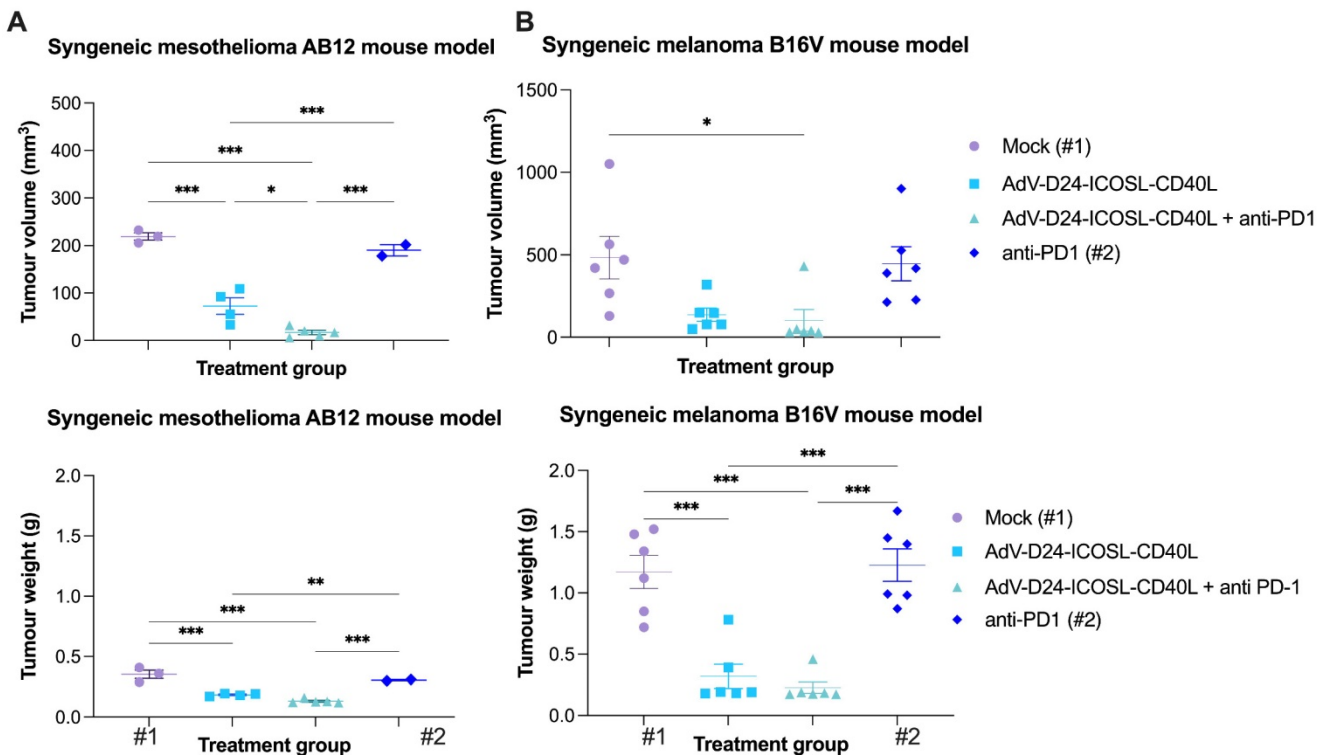 A
Syngeneic mesothelioma AB12 mouse model
Tumour volume (mm³)
500
400
300
200
100
0
***
***
***
*
***
Treatment group
B
Syngeneic melanoma B16V mouse model
Tumour volume (mm³)
1500
1000
500
0
*
Treatment group
Mock (#1)
AdV-D24-ICOSL-CD40L
AdV-D24-ICOSL-CD40L + anti-PD1
anti-PD1 (#2)
Syngeneic mesothelioma AB12 mouse model
Tumour weight (g)
2.0
1.5
1.0
0.5
0.0
**
***
***
***
#1
Treatment group
#2
Syngeneic melanoma B16V mouse model
Tumour weight (g)
2.0
1.5
1.0
0.5
0.0
***
***
***
***
#1
Treatment group
#2
Mock (#1)
AdV-D24-ICOSL-CD40L
AdV-D24-ICOSL-CD40L + anti PD-1
anti-PD1 (#2)